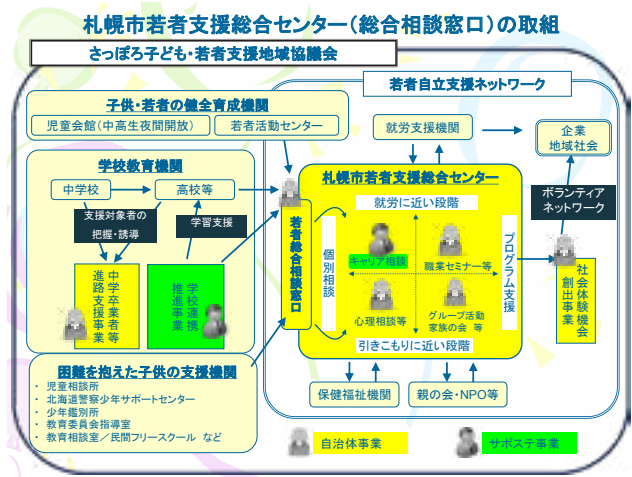 札幌市若者支援総合センター（総合相談窓口）の取組
さっぽろ子ども・若者支援地域協議会
若者自立支援ネットワーク
子供・若者の健全育成機関
児童会館（中高生夜間開放）
若者活動センター
就労支援機関
企業
地域社会
学校教育機関
中学校
高校等
支援対象者の
把握・誘導
学習支援
中学卒業者等
進路支援事業
学校連携
推進事業
若者総合相談窓口
札幌市若者支援総合センター
就労に近い段階
個別相談
キャリア相談
職業セミナー等
心理相談等
グループ活動
家族の会 等
プログラム支援
引きこもりに近い段階
ボランティア
ネットワーク
社会体験機会
創出事業
困難を抱えた子供の支援機関
・ 児童相談所
・ 北海道警察少年サポートセンター
・ 少年鑑別所
・ 教育委員会指導室
・ 教育相談室／民間フリースクール など
保健福祉機関
親の会・NPO等
自治体事業
サポステ事業